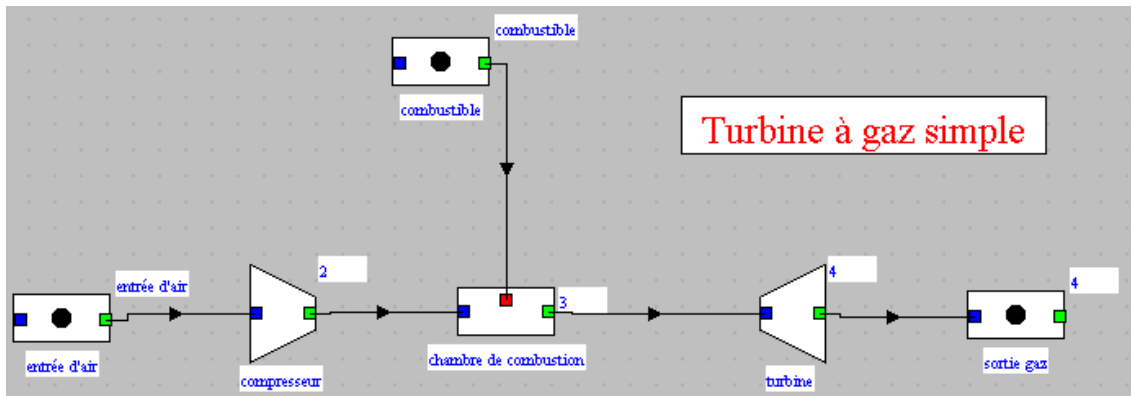 combustible
combustible
Turbine à gaz simple
entrée d'air
2
3
4
4
entrée d'air
compresseur
chambre de combustion
turbine
sortie gaz